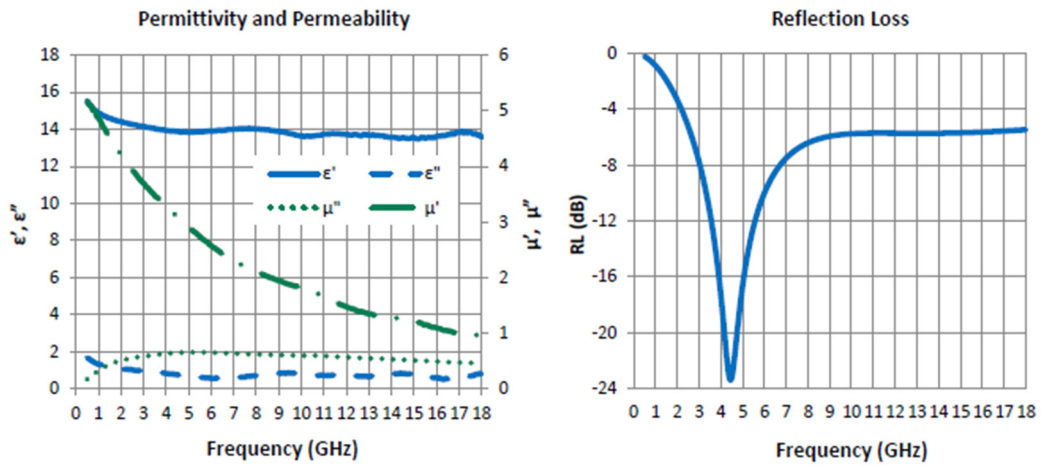 Permittivity and Permeability
18
16
14
12
10
8
6
4
2
0
ε', ε''
6
5
4
3
2
1
0
μ', μ''
ε' ε''
μ'' μ'
0 1 2 3 4 5 6 7 8 9 10 11 12 13 14 15 16 17 18
Frequency (GHz)
Reflection Loss
0
-4
-8
-12
-16
-20
-24
RL (dB)
0 1 2 3 4 5 6 7 8 9 10 11 12 13 14 15 16 17 18
Frequency (GHz)